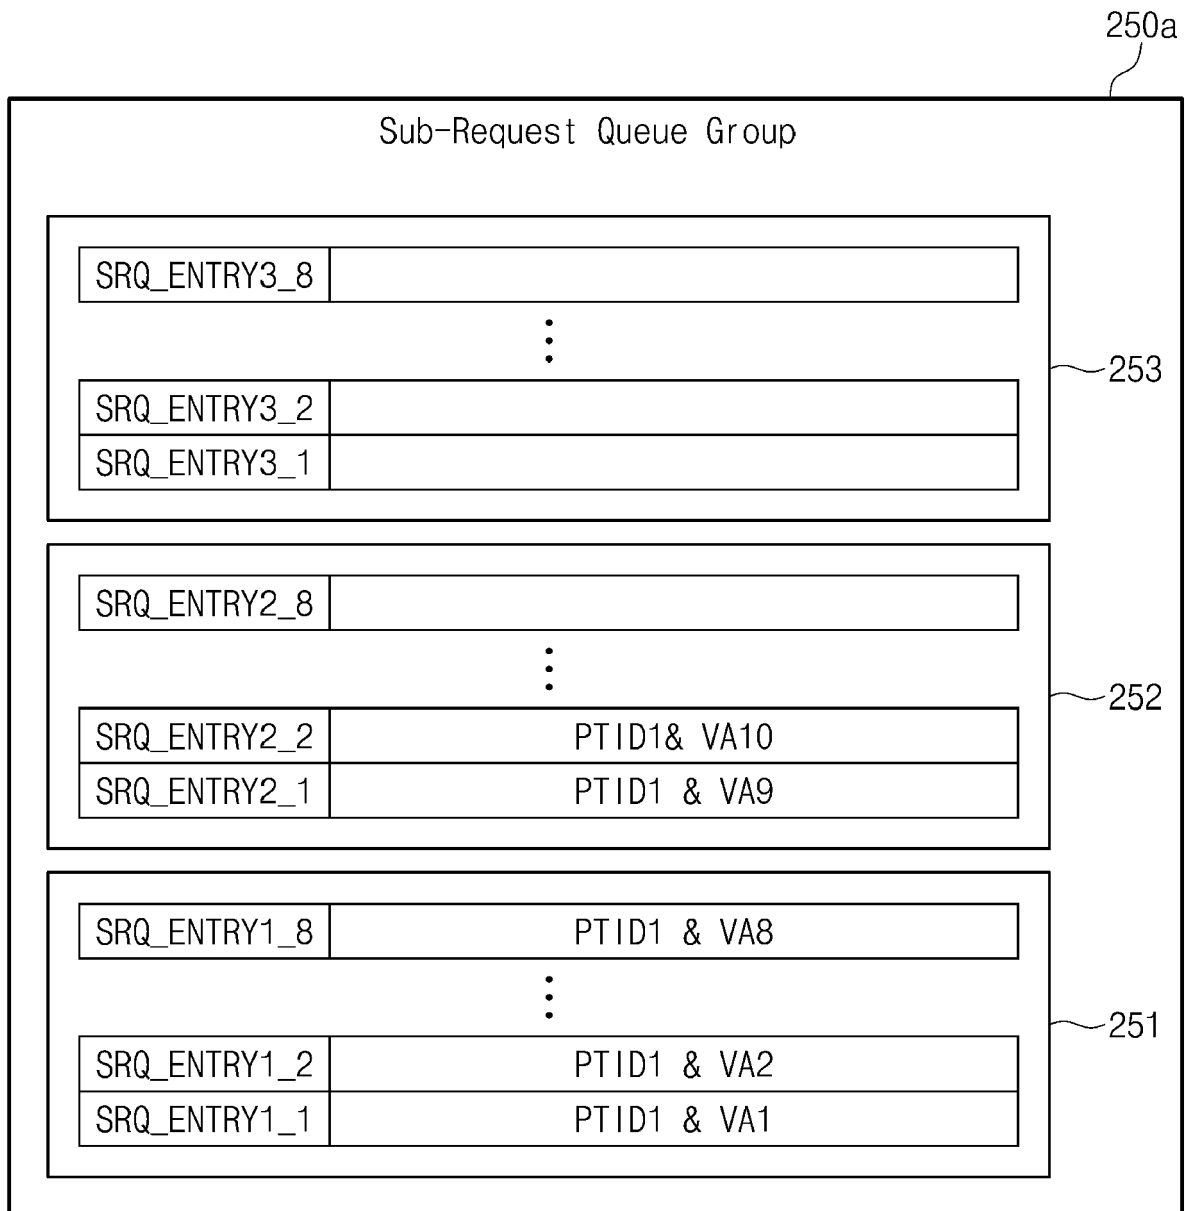 250a
Sub-Request Queue Group
SRQ_ENTRY3_8
SRQ_ENTRY3_2
SRQ_ENTRY3_1
253
SRQ_ENTRY2_8
SRQ_ENTRY2_2 PTID1& VA10
SRQ_ENTRY2_1 PTID1 & VA9
252
SRQ_ENTRY1_8 PTID1 & VA8
SRQ_ENTRY1_2 PTID1 & VA2
SRQ_ENTRY1_1 PTID1 & VA1
251